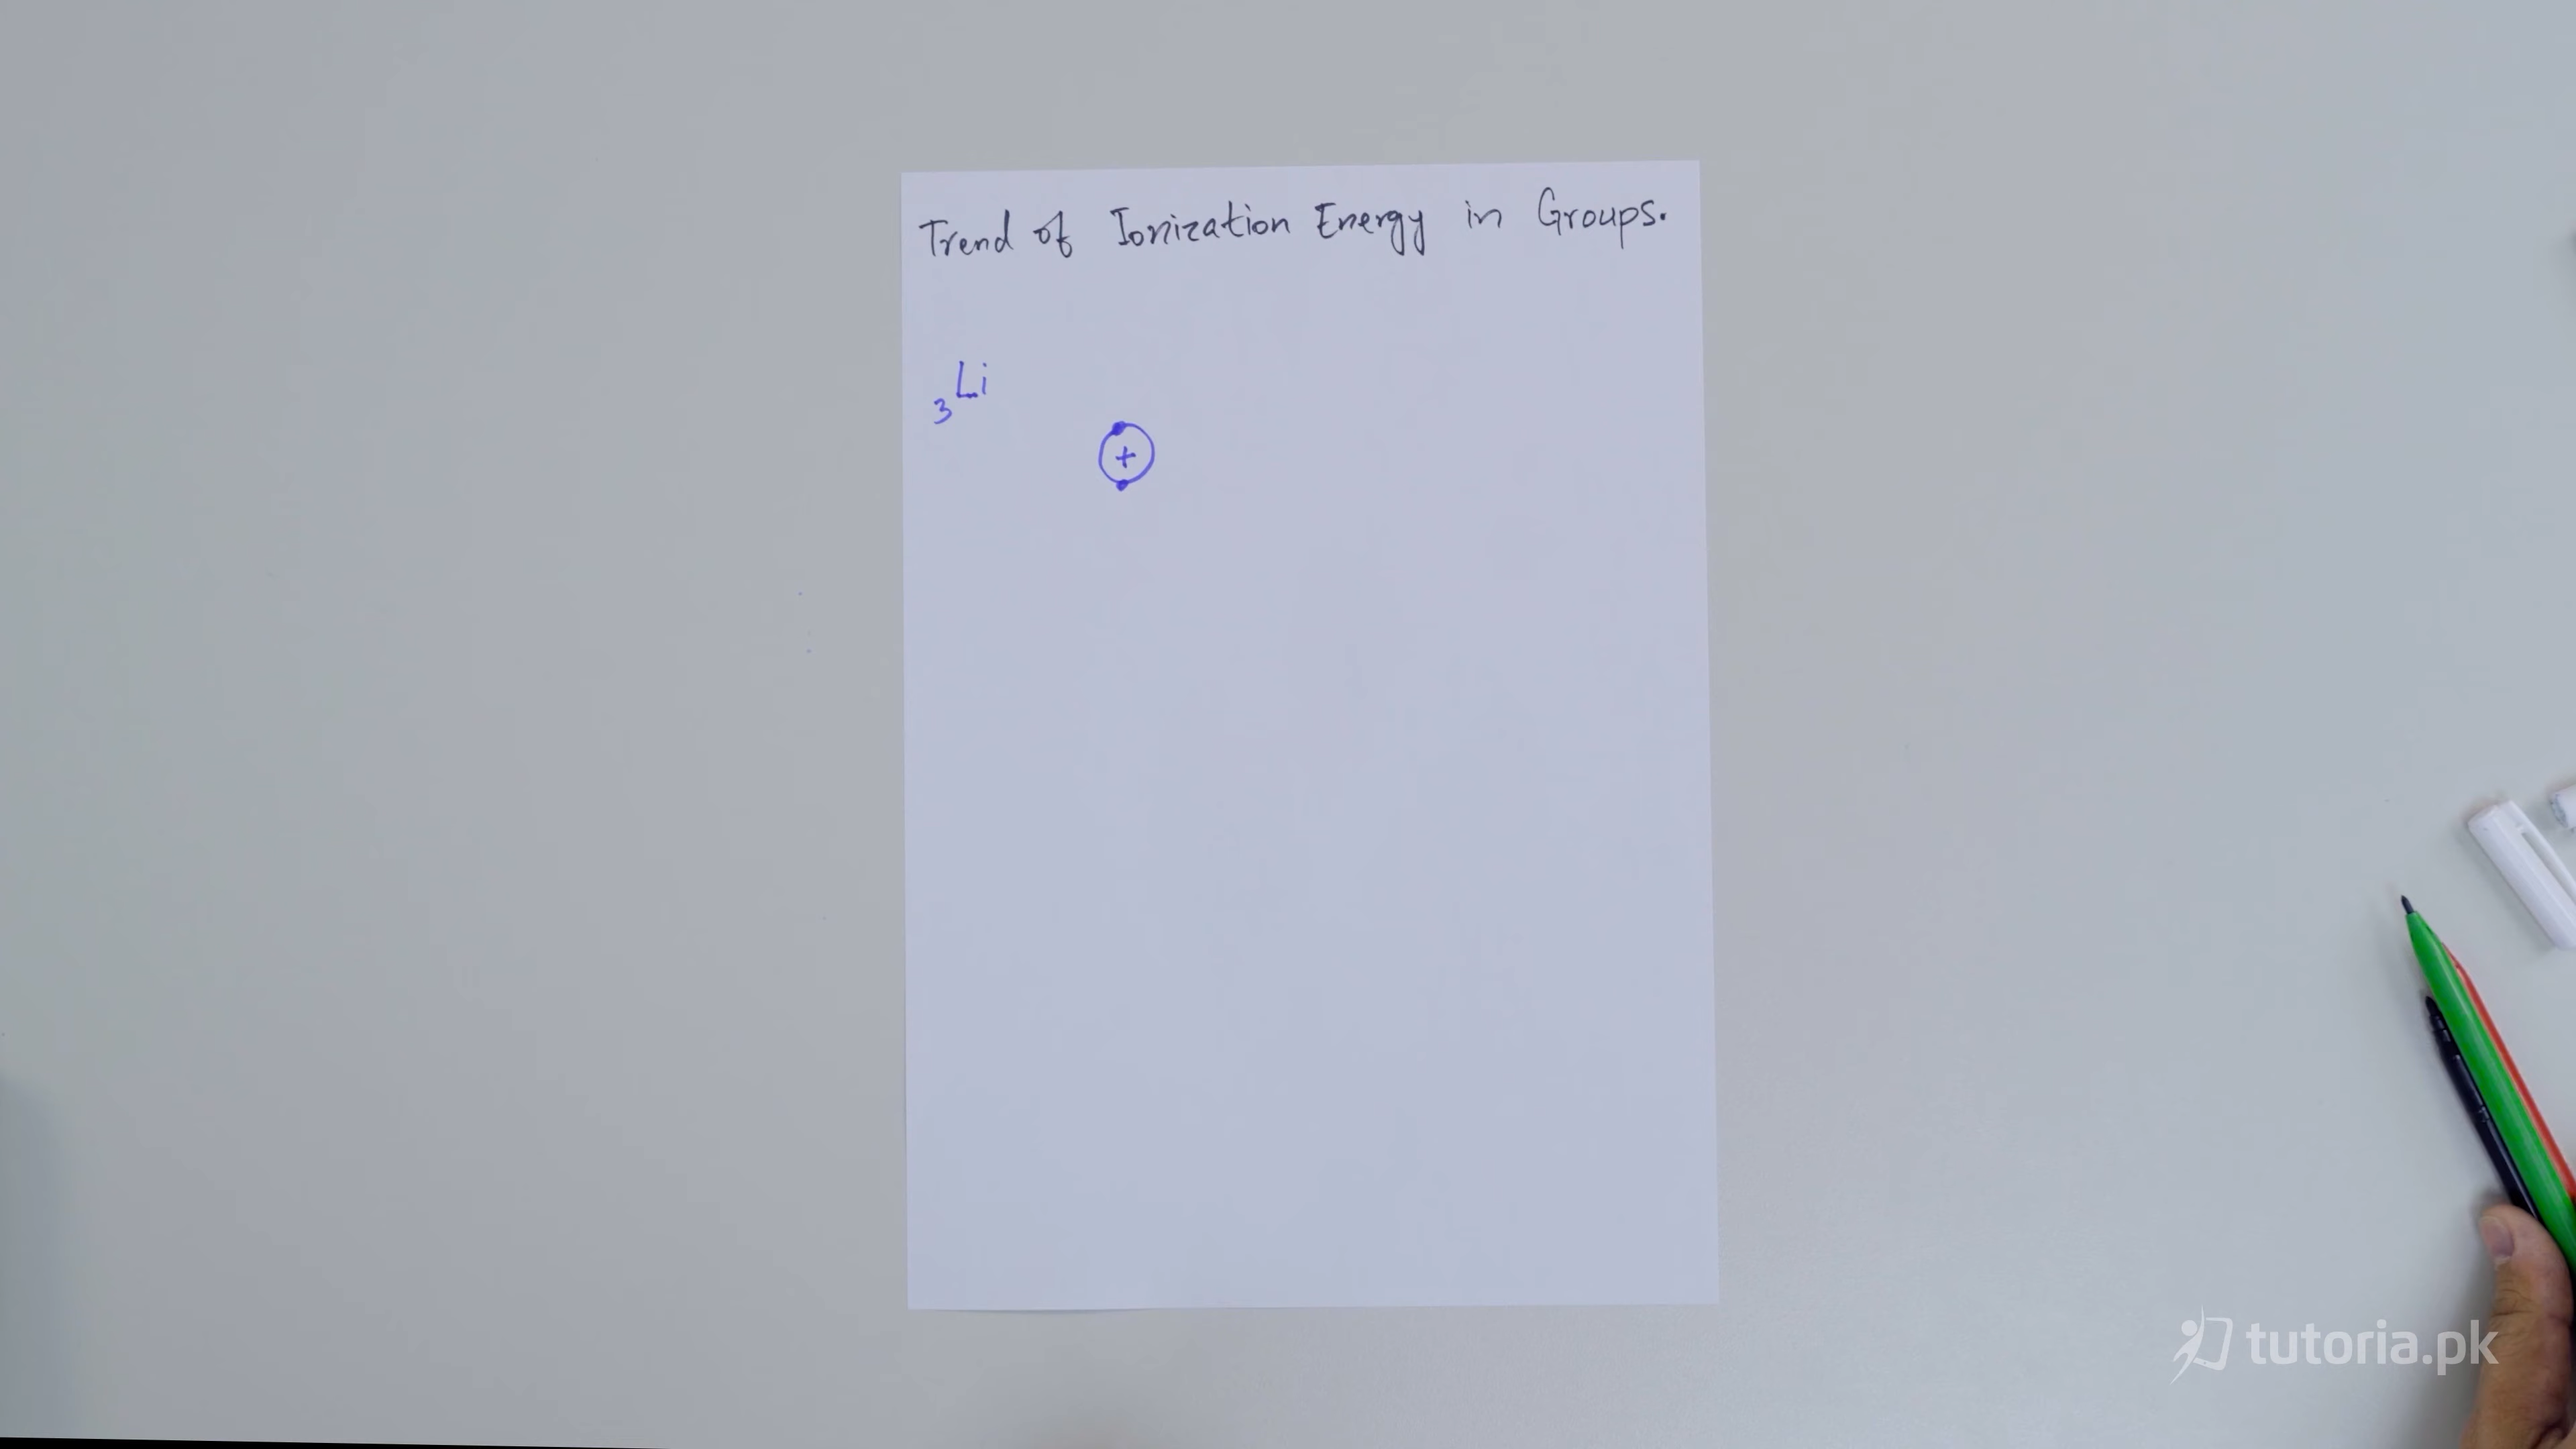 Trend of Ionization Energy in Groups.
3Li
+
tutoria.pk